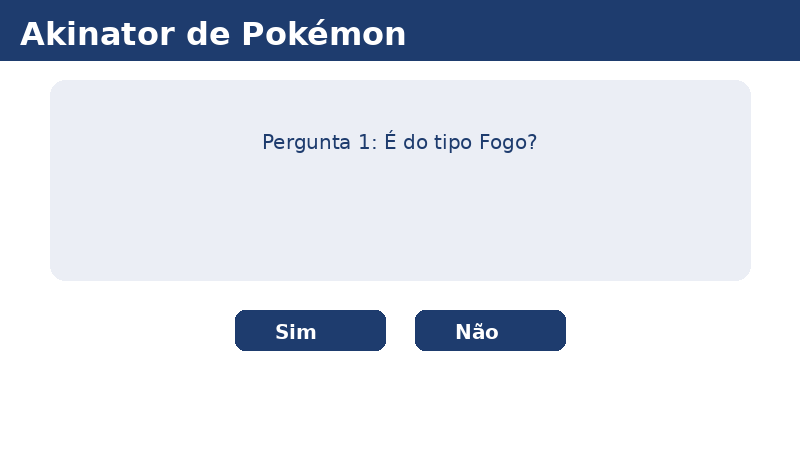 Akinator de Pokémon
Pergunta 1: É do tipo Fogo?
Sim
Não